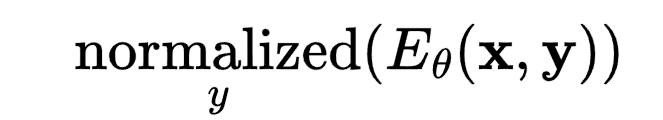 normalized(E_θ(x, y))
y